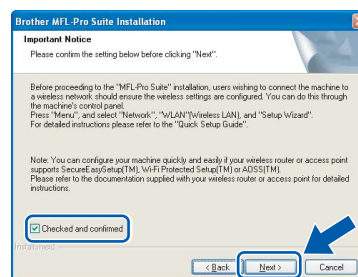 Brother MFL-Pro Suite Installation
Important Notice
Please confirm the setting below before clicking "Next".
Before proceeding to the "MFL-Pro Suite" installation, users wishing to connect the machine to
a wireless network should ensure the wireless settings are configured. You can do this through
the machine's control panel.
Press "Menu", and select "Network", "WLAN"(Wireless LAN), and "Setup Wizard".
For detailed instructions please refer to the "Quick Setup Guide".
Note: You can configure your machine quickly and easily if your wireless router or access point
supports SecureEasySetup(TM), Wi-Fi Protected Setup(TM) or AOSS(TM).
Please refer to the documentation supplied with your wireless router or access point for detailed
instructions.
Checked and confirmed
InstallShield
< Back Next > Cancel